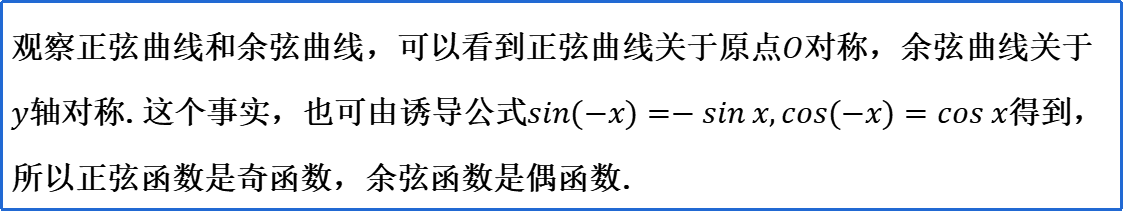 观察正弦曲线和余弦曲线，可以看到正弦曲线关于原点O对称，余弦曲线关于
y轴对称. 这个事实，也可由诱导公式sin(−x) =− sin x, cos(−x) = cos x得到，
所以正弦函数是奇函数，余弦函数是偶函数.